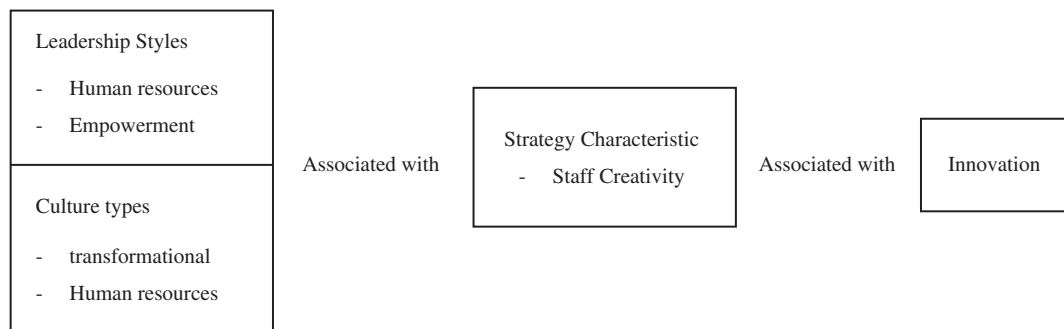 Leadership Styles
- Human resources
- Empowerment
Culture types
- transformational
- Human resources
Associated with
Strategy Characteristic
- Staff Creativity
Associated with
Innovation